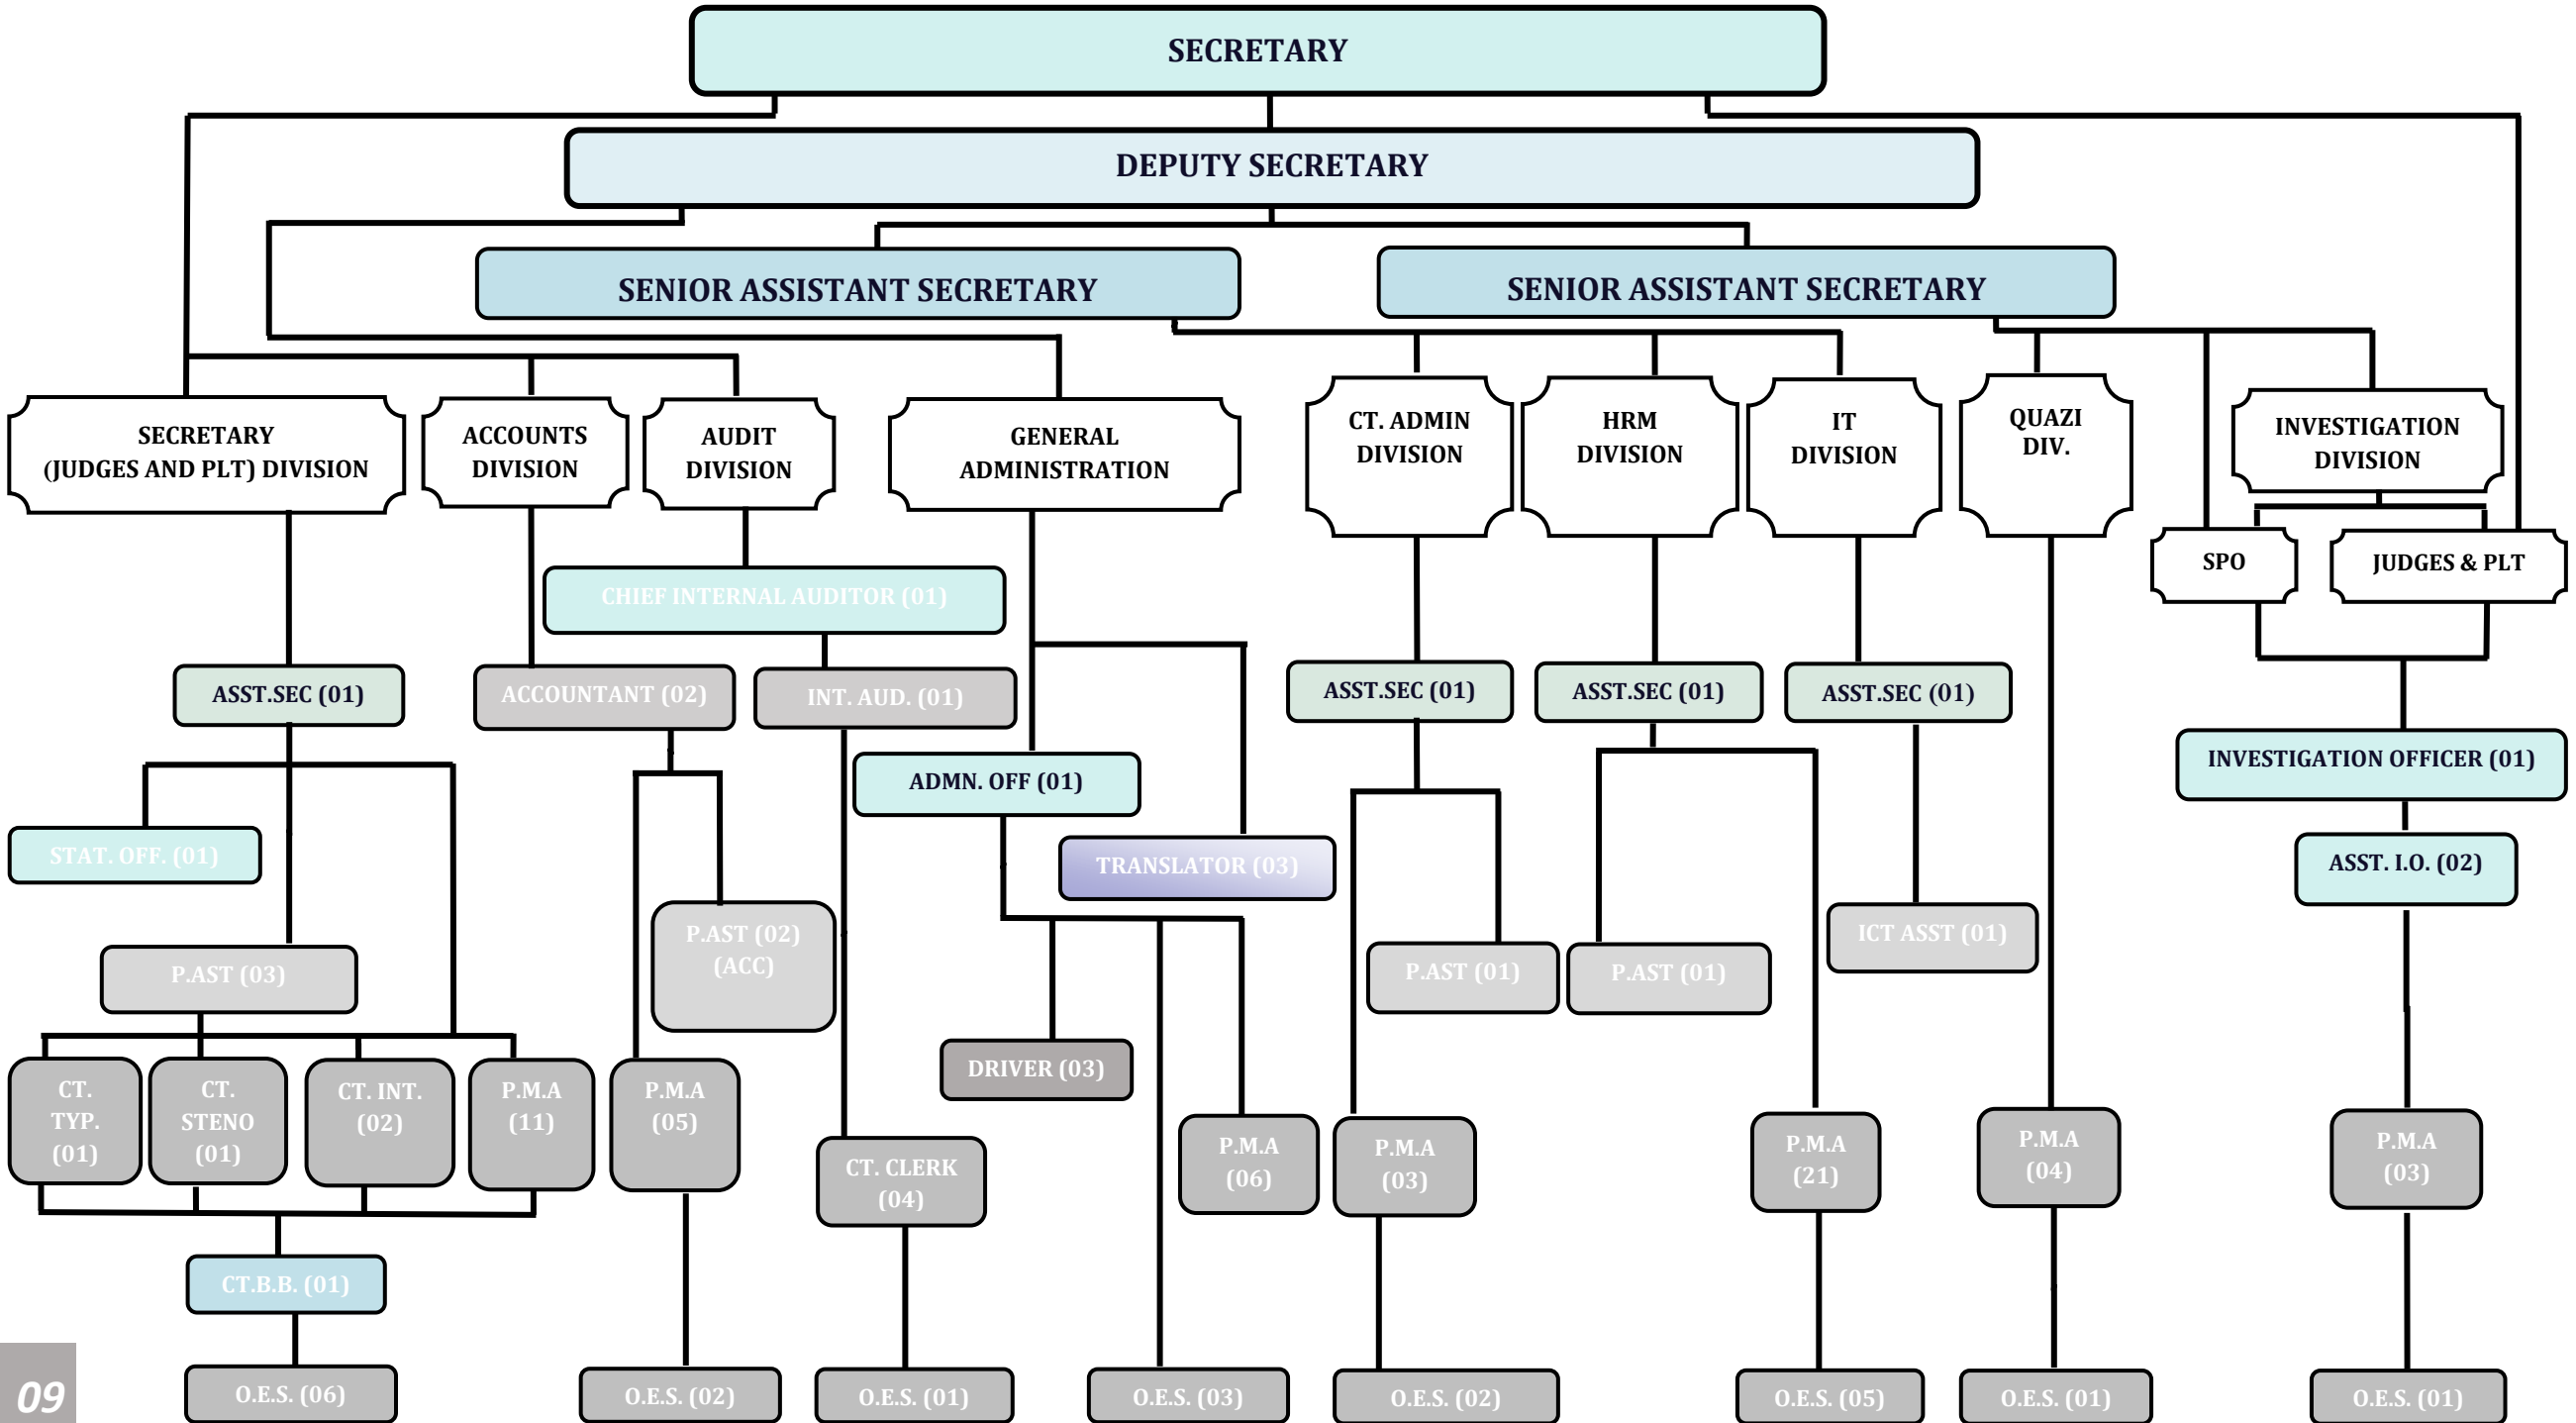 SECRETARY
DEPUTY SECRETARY
SENIOR ASSISTANT SECRETARY
SENIOR ASSISTANT SECRETARY
SECRETARY
(JUDGES AND PLT) DIVISION
ACCOUNTS
DIVISION
AUDIT
DIVISION
GENERAL
ADMINISTRATION
CT. ADMIN
DIVISION
HRM
DIVISION
IT
DIVISION
QUAZI
DIV.
INVESTIGATION
DIVISION
SPO
JUDGES & PLT
CHIEF INTERNAL AUDITOR (01)
ASST.SEC (01)
ACCOUNTANT (02)
INT. AUD. (01)
ASST.SEC (01)
ASST.SEC (01)
ASST.SEC (01)
INVESTIGATION OFFICER (01)
ADMN. OFF (01)
STAT. OFF. (01)
TRANSLATOR (03)
ASST. I.O. (02)
P.AST (02)
(ACC)
ICT ASST (01)
P.AST (03)
P.AST (01)
P.AST (01)
DRIVER (03)
CT.
TYP.
(01)
CT.
STENO
(01)
CT. INT.
(02)
P.M.A
(11)
P.M.A
(05)
CT. CLERK
(04)
P.M.A
(06)
P.M.A
(03)
P.M.A
(21)
P.M.A
(04)
P.M.A
(03)
CT.B.B. (01)
O.E.S. (06)
O.E.S. (02)
O.E.S. (01)
O.E.S. (03)
O.E.S. (02)
O.E.S. (05)
O.E.S. (01)
O.E.S. (01)
09